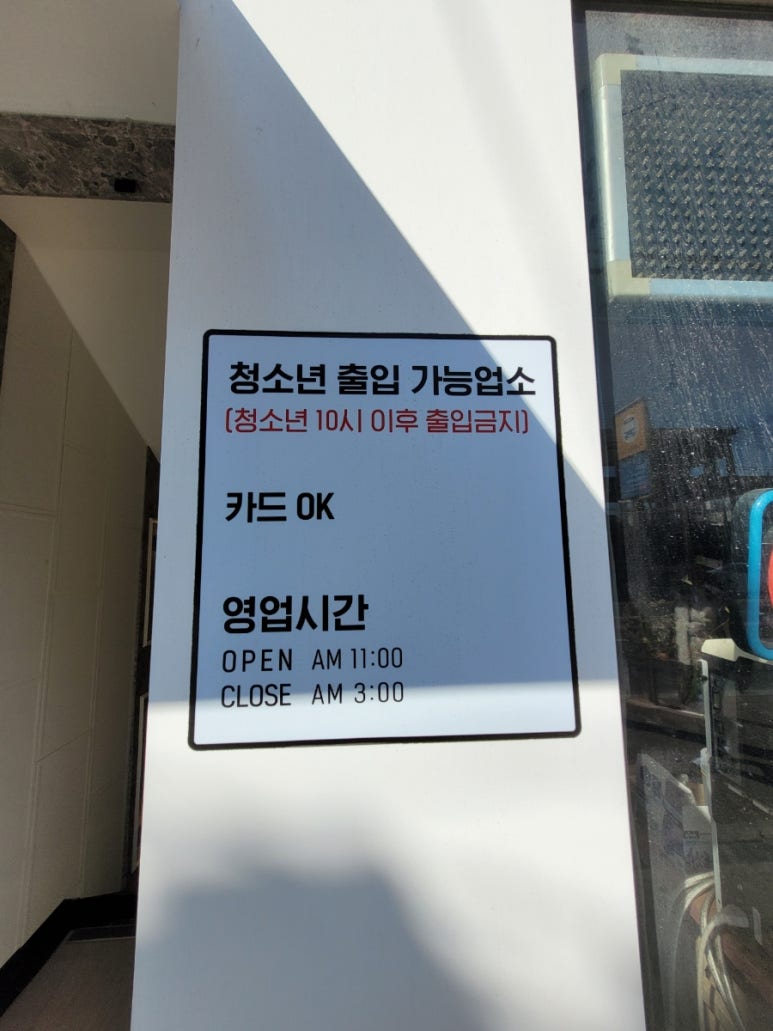 청소년 출입 가능업소
(청소년 10시 이후 출입금지)
카드 OK
영업시간
OPEN AM 11:00
CLOSE AM 3:00